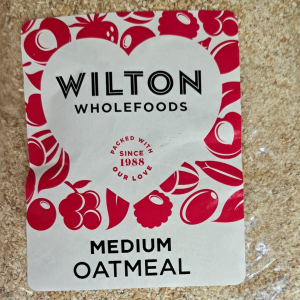 WILTON
WHOLEFOODS
PACKED WITH
SINCE
1988
OUR LOVE
MEDIUM
OATMEAL